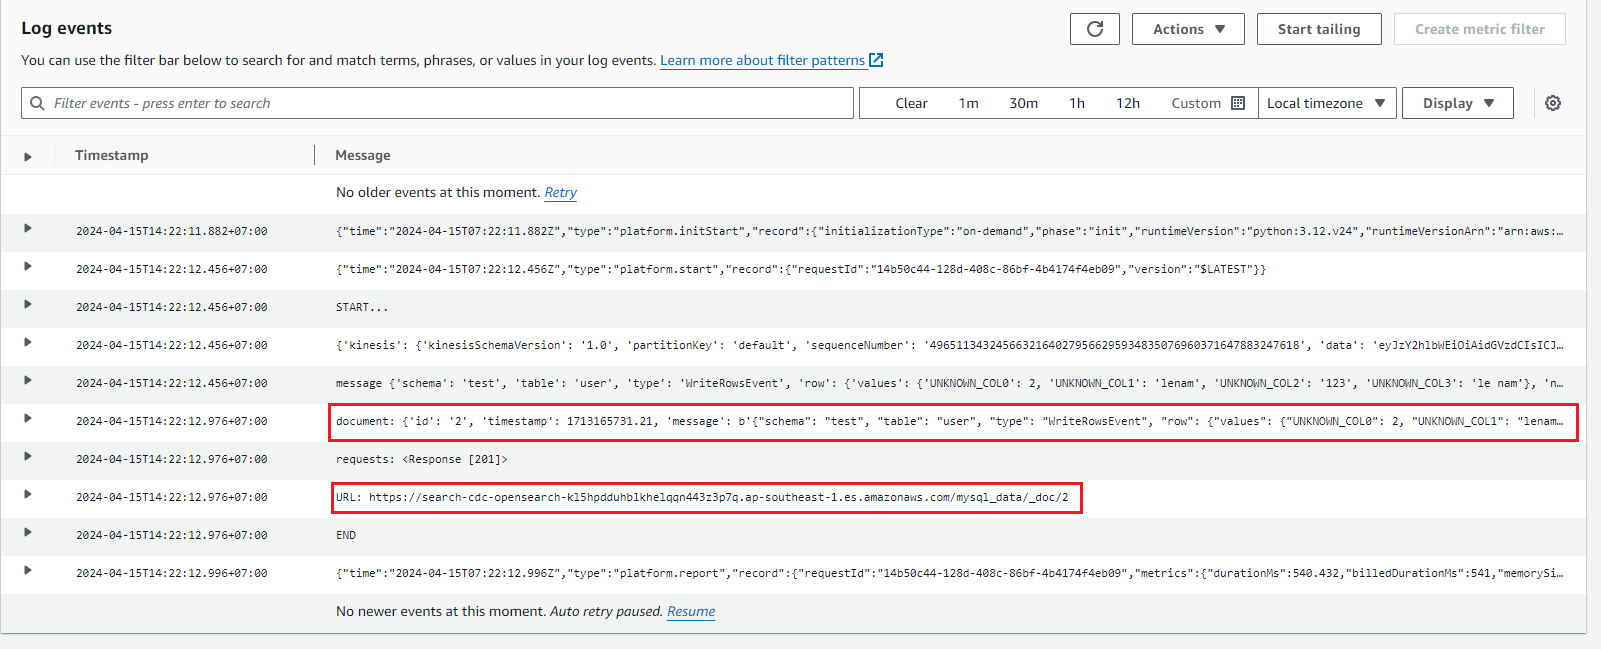 Log events
Actions
Start tailing
Create metric filter
You can use the filter bar below to search for and match terms, phrases, or values in your log events. Learn more about filter patterns
Filter events - press enter to search
Clear 1m 30m 1h 12h Custom Local timezone Display
Timestamp Message
No older events at this moment. Retry
2024-04-15T14:22:11.882+07:00 {"time":"2024-04-15T07:22:11.882Z","type":"platform.initStart","record":{"initializationType":"on-demand","phase":"init","runtimeVersion":"python:3.12.v24","runtimeVersionArn":"arn:aws:…
2024-04-15T14:22:12.456+07:00 {"time":"2024-04-15T07:22:12.456Z","type":"platform.start","record":{"requestId":"14b50c44-128d-408c-86bf-4b4174f4eb09","version":"$LATEST"}}
2024-04-15T14:22:12.456+07:00 START...
2024-04-15T14:22:12.456+07:00 {'kinesis': {'kinesisSchemaVersion': '1.0', 'partitionKey': 'default', 'sequenceNumber': '49651134324566321640279566295934835076960371647883247618', 'data': 'eyJzY2hlbWEiOiAidGVzdCIsICJ…
2024-04-15T14:22:12.456+07:00 message {'schema': 'test', 'table': 'user', 'type': 'WriteRowsEvent', 'row': {'values': {'UNKNOWN_COL0': 2, 'UNKNOWN_COL1': 'lenam', 'UNKNOWN_COL2': '123', 'UNKNOWN_COL3': 'le nam'}, 'n…
2024-04-15T14:22:12.976+07:00 document: {'id': '2', 'timestamp': 1713165731.21, 'message': b'{"schema": "test", "table": "user", "type": "WriteRowsEvent", "row": {"values": {"UNKNOWN_COL0": 2, "UNKNOWN_COL1": "lenam…
2024-04-15T14:22:12.976+07:00 requests: <Response [201]>
2024-04-15T14:22:12.976+07:00 URL: https://search-cdc-opensearch-kl5hpdduhblkhelqqn443z3p7q.ap-southeast-1.es.amazonaws.com/mysql_data/_doc/2
2024-04-15T14:22:12.976+07:00 END
2024-04-15T14:22:12.996+07:00 {"time":"2024-04-15T07:22:12.996Z","type":"platform.report","record":{"requestId":"14b50c44-128d-408c-86bf-4b4174f4eb09","metrics":{"durationMs":540.432,"billedDurationMs":541,"memorySi…
No newer events at this moment. Auto retry paused. Resume